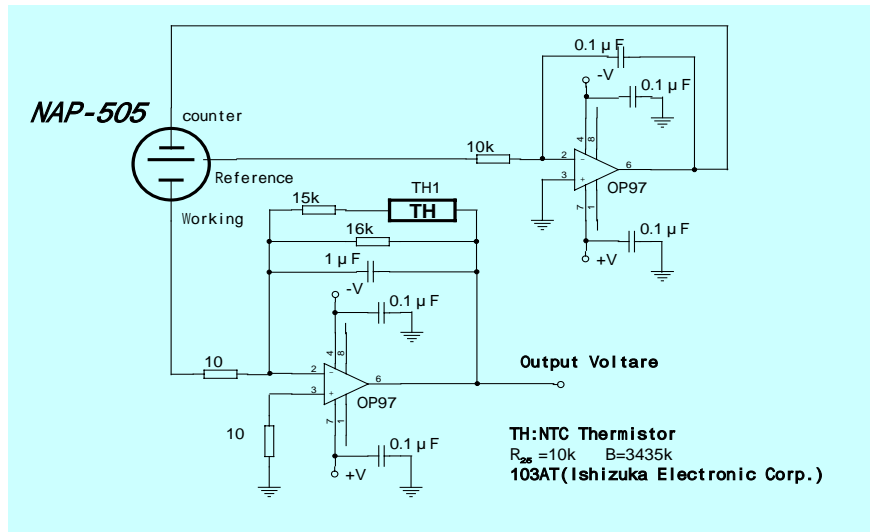 0.1 µF
-V
0.1 µF
NAP-505
counter
4
8
10k
2
-
6
Reference
TH1
3
+
OP97
15k
TH
7
1
Working
16k
0.1 µF
1 µF
+V
-V
0.1 µF
4
8
10
2
-
6
Output Voltare
3
+
OP97
7
1
10
0.1 µF
TH:NTC Thermistor
R25 =10k B=3435k
+V
103AT(Ishizuka Electronic Corp.)